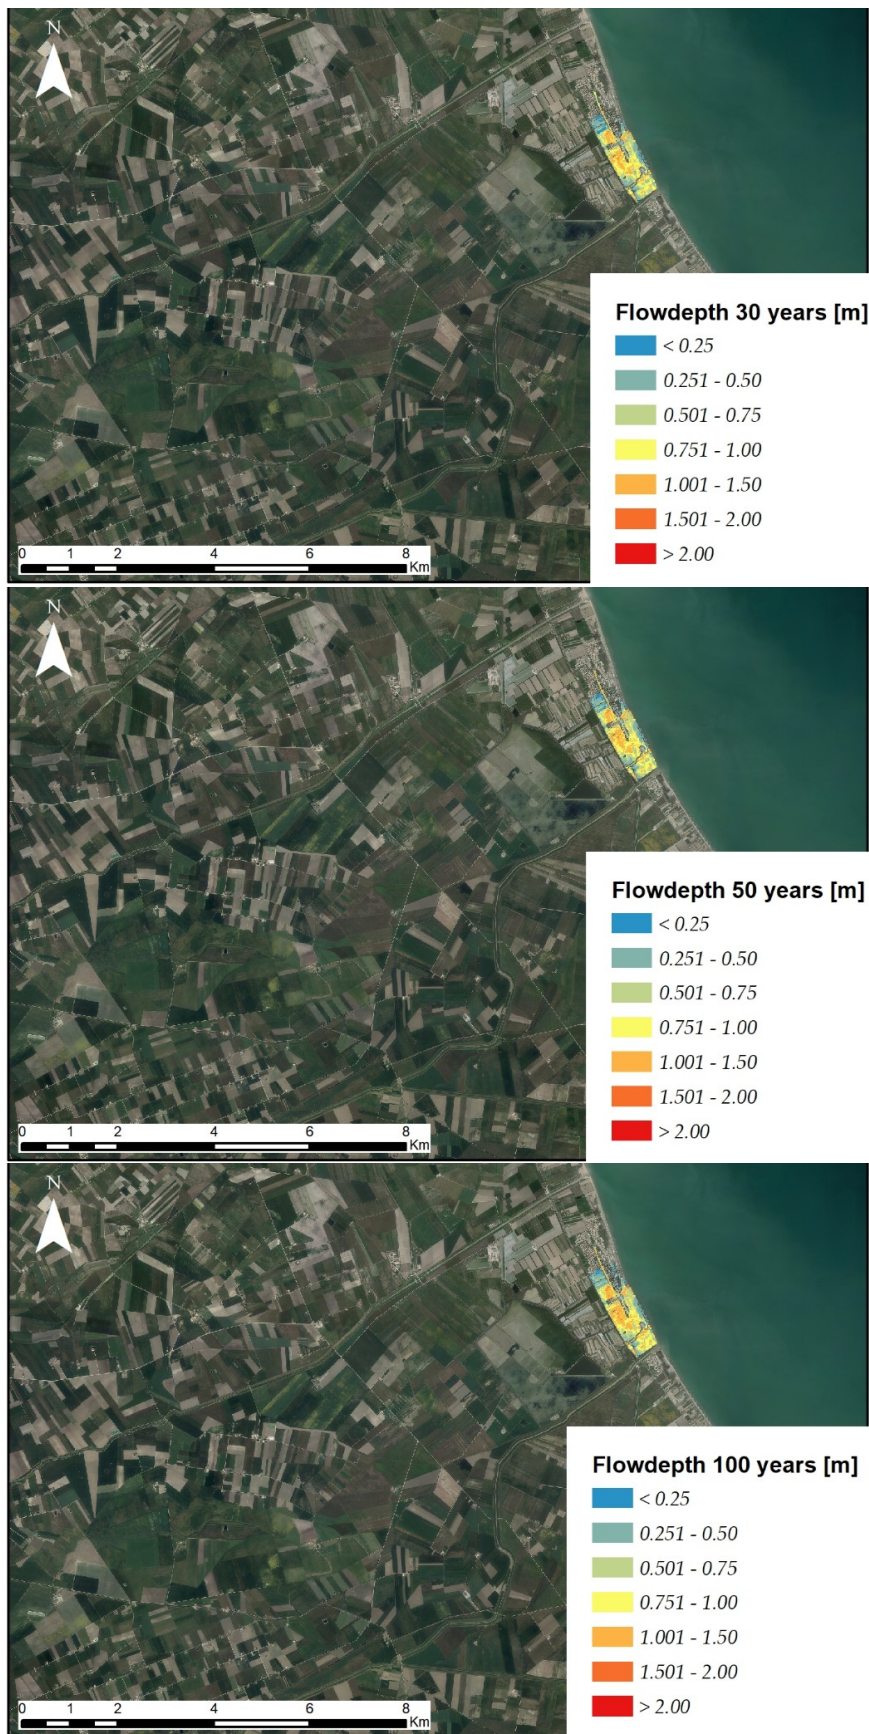 N
Flowdepth 30 years [m]
< 0.25
0.251 - 0.50
0.501 - 0.75
0.751 - 1.00
1.001 - 1.50
1.501 - 2.00
> 2.00
0 1 2 4 6 8
Km
N
Flowdepth 50 years [m]
< 0.25
0.251 - 0.50
0.501 - 0.75
0.751 - 1.00
1.001 - 1.50
1.501 - 2.00
> 2.00
0 1 2 4 6 8
Km
N
Flowdepth 100 years [m]
< 0.25
0.251 - 0.50
0.501 - 0.75
0.751 - 1.00
1.001 - 1.50
1.501 - 2.00
> 2.00
0 1 2 4 6 8
Km